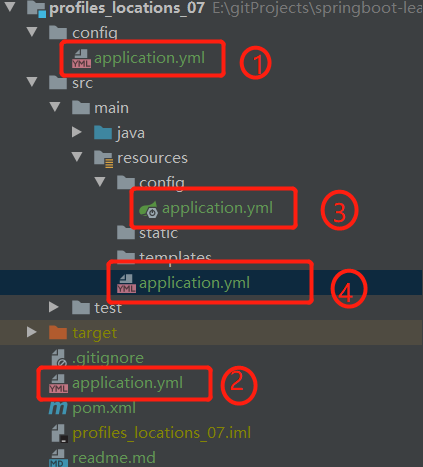 profiles_locations_07 E:\gitProjects\springboot-lea
config
YML application.yml 1
src
main
java
resources
config
application.yml 3
static
templates
YML application.yml 4
test
target
.gitignore
YML application.yml 2
m pom.xml
profiles_locations_07.iml
MD readme.md